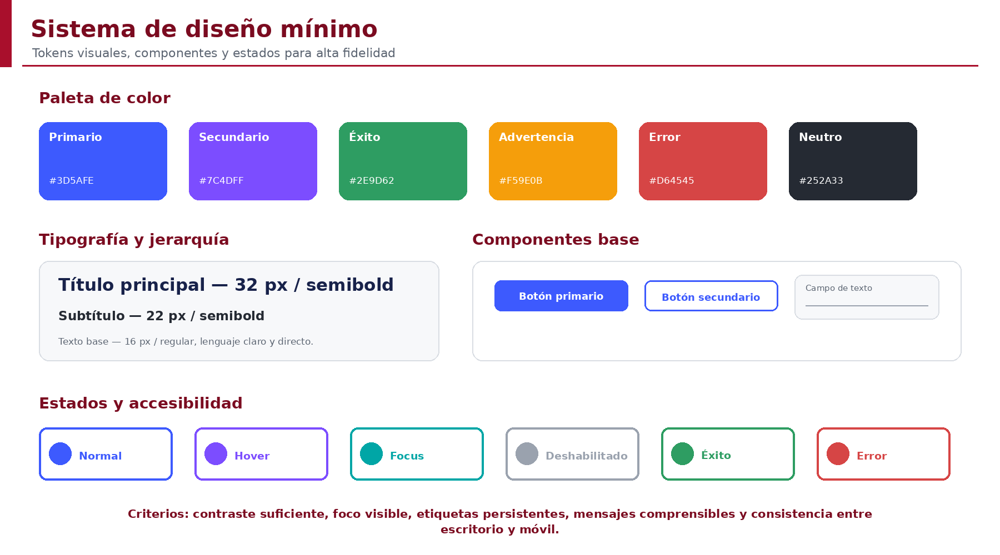 Sistema de diseño mínimo
Tokens visuales, componentes y estados para alta fidelidad
Paleta de color
Primario
#3D5AFE
Secundario
#7C4DFF
Éxito
#2E9D62
Advertencia
#F59E0B
Error
#D64545
Neutro
#252A33
Tipografía y jerarquía
Título principal — 32 px / semibold
Subtítulo — 22 px / semibold
Texto base — 16 px / regular, lenguaje claro y directo.
Componentes base
Botón primario
Botón secundario
Campo de texto
Estados y accesibilidad
Normal
Hover
Focus
Deshabilitado
Éxito
Error
Criterios: contraste suficiente, foco visible, etiquetas persistentes, mensajes comprensibles y consistencia entre
escritorio y móvil.